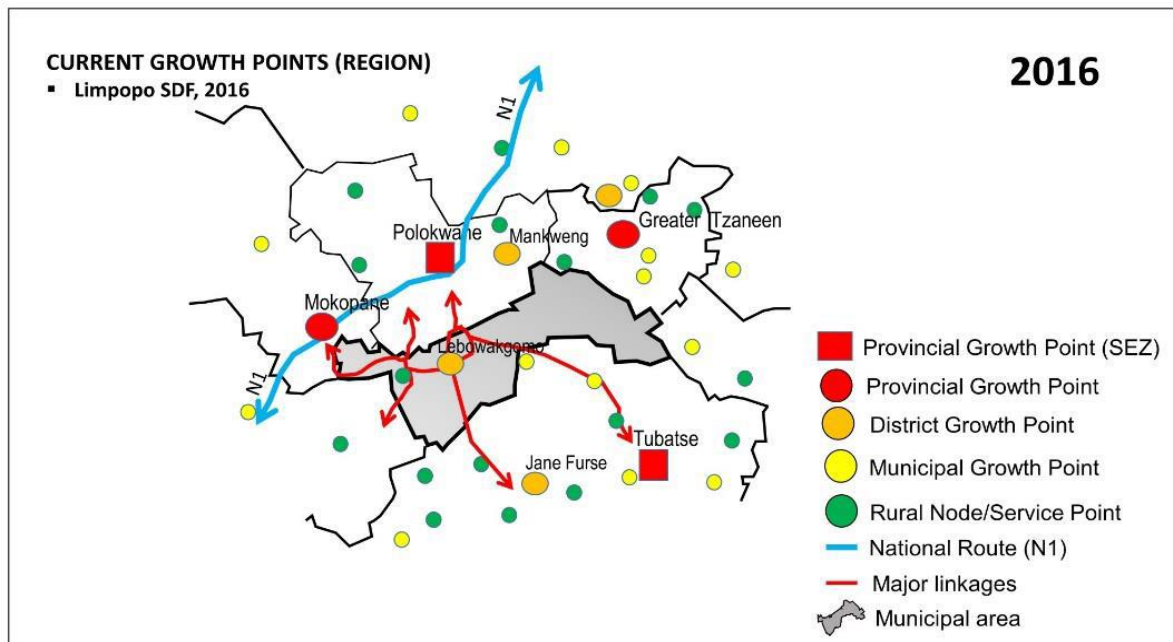 CURRENT GROWTH POINTS (REGION)
▪ Limpopo SDF, 2016
2016
N1
Polokwane
Mankweng
Greater Tzaneen
Mokopane
Lebowakgomo
N1
Tubatse
Jane Furse
Provincial Growth Point (SEZ)
Provincial Growth Point
District Growth Point
Municipal Growth Point
Rural Node/Service Point
National Route (N1)
Major linkages
Municipal area